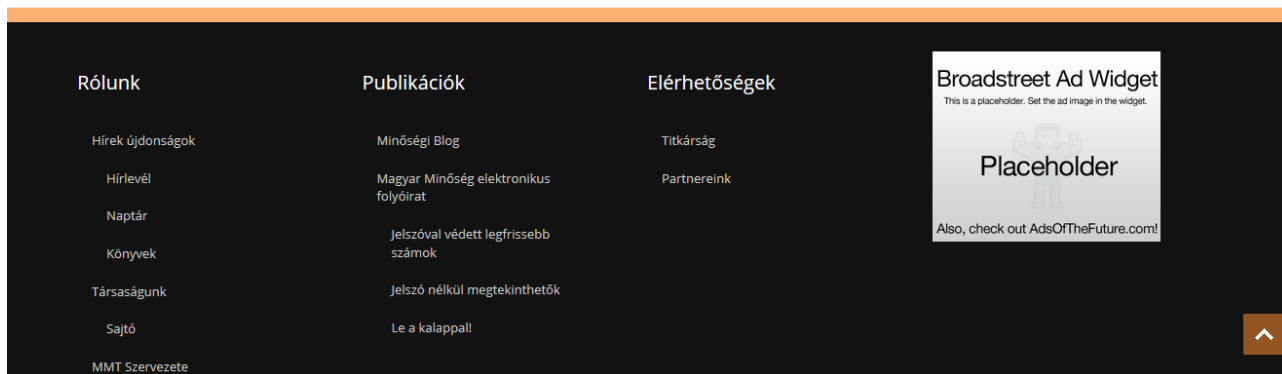 Rólunk
Hírek újdonságok
Hírlevél
Naptár
Könyvek
Társaságunk
Sajtó
MMT Szervezete
Publikációk
Minőségi Blog
Magyar Minőség elektronikus
folyóirat
Jelszóval védett legfrissebb
számok
Jelszó nélkül megtekinthetők
Le a kalappal!
Elérhetőségek
Titkárság
Partnereink
Broadstreet Ad Widget
This is a placeholder. Set the ad image in the widget.
Placeholder
Also, check out AdsOfTheFuture.com!